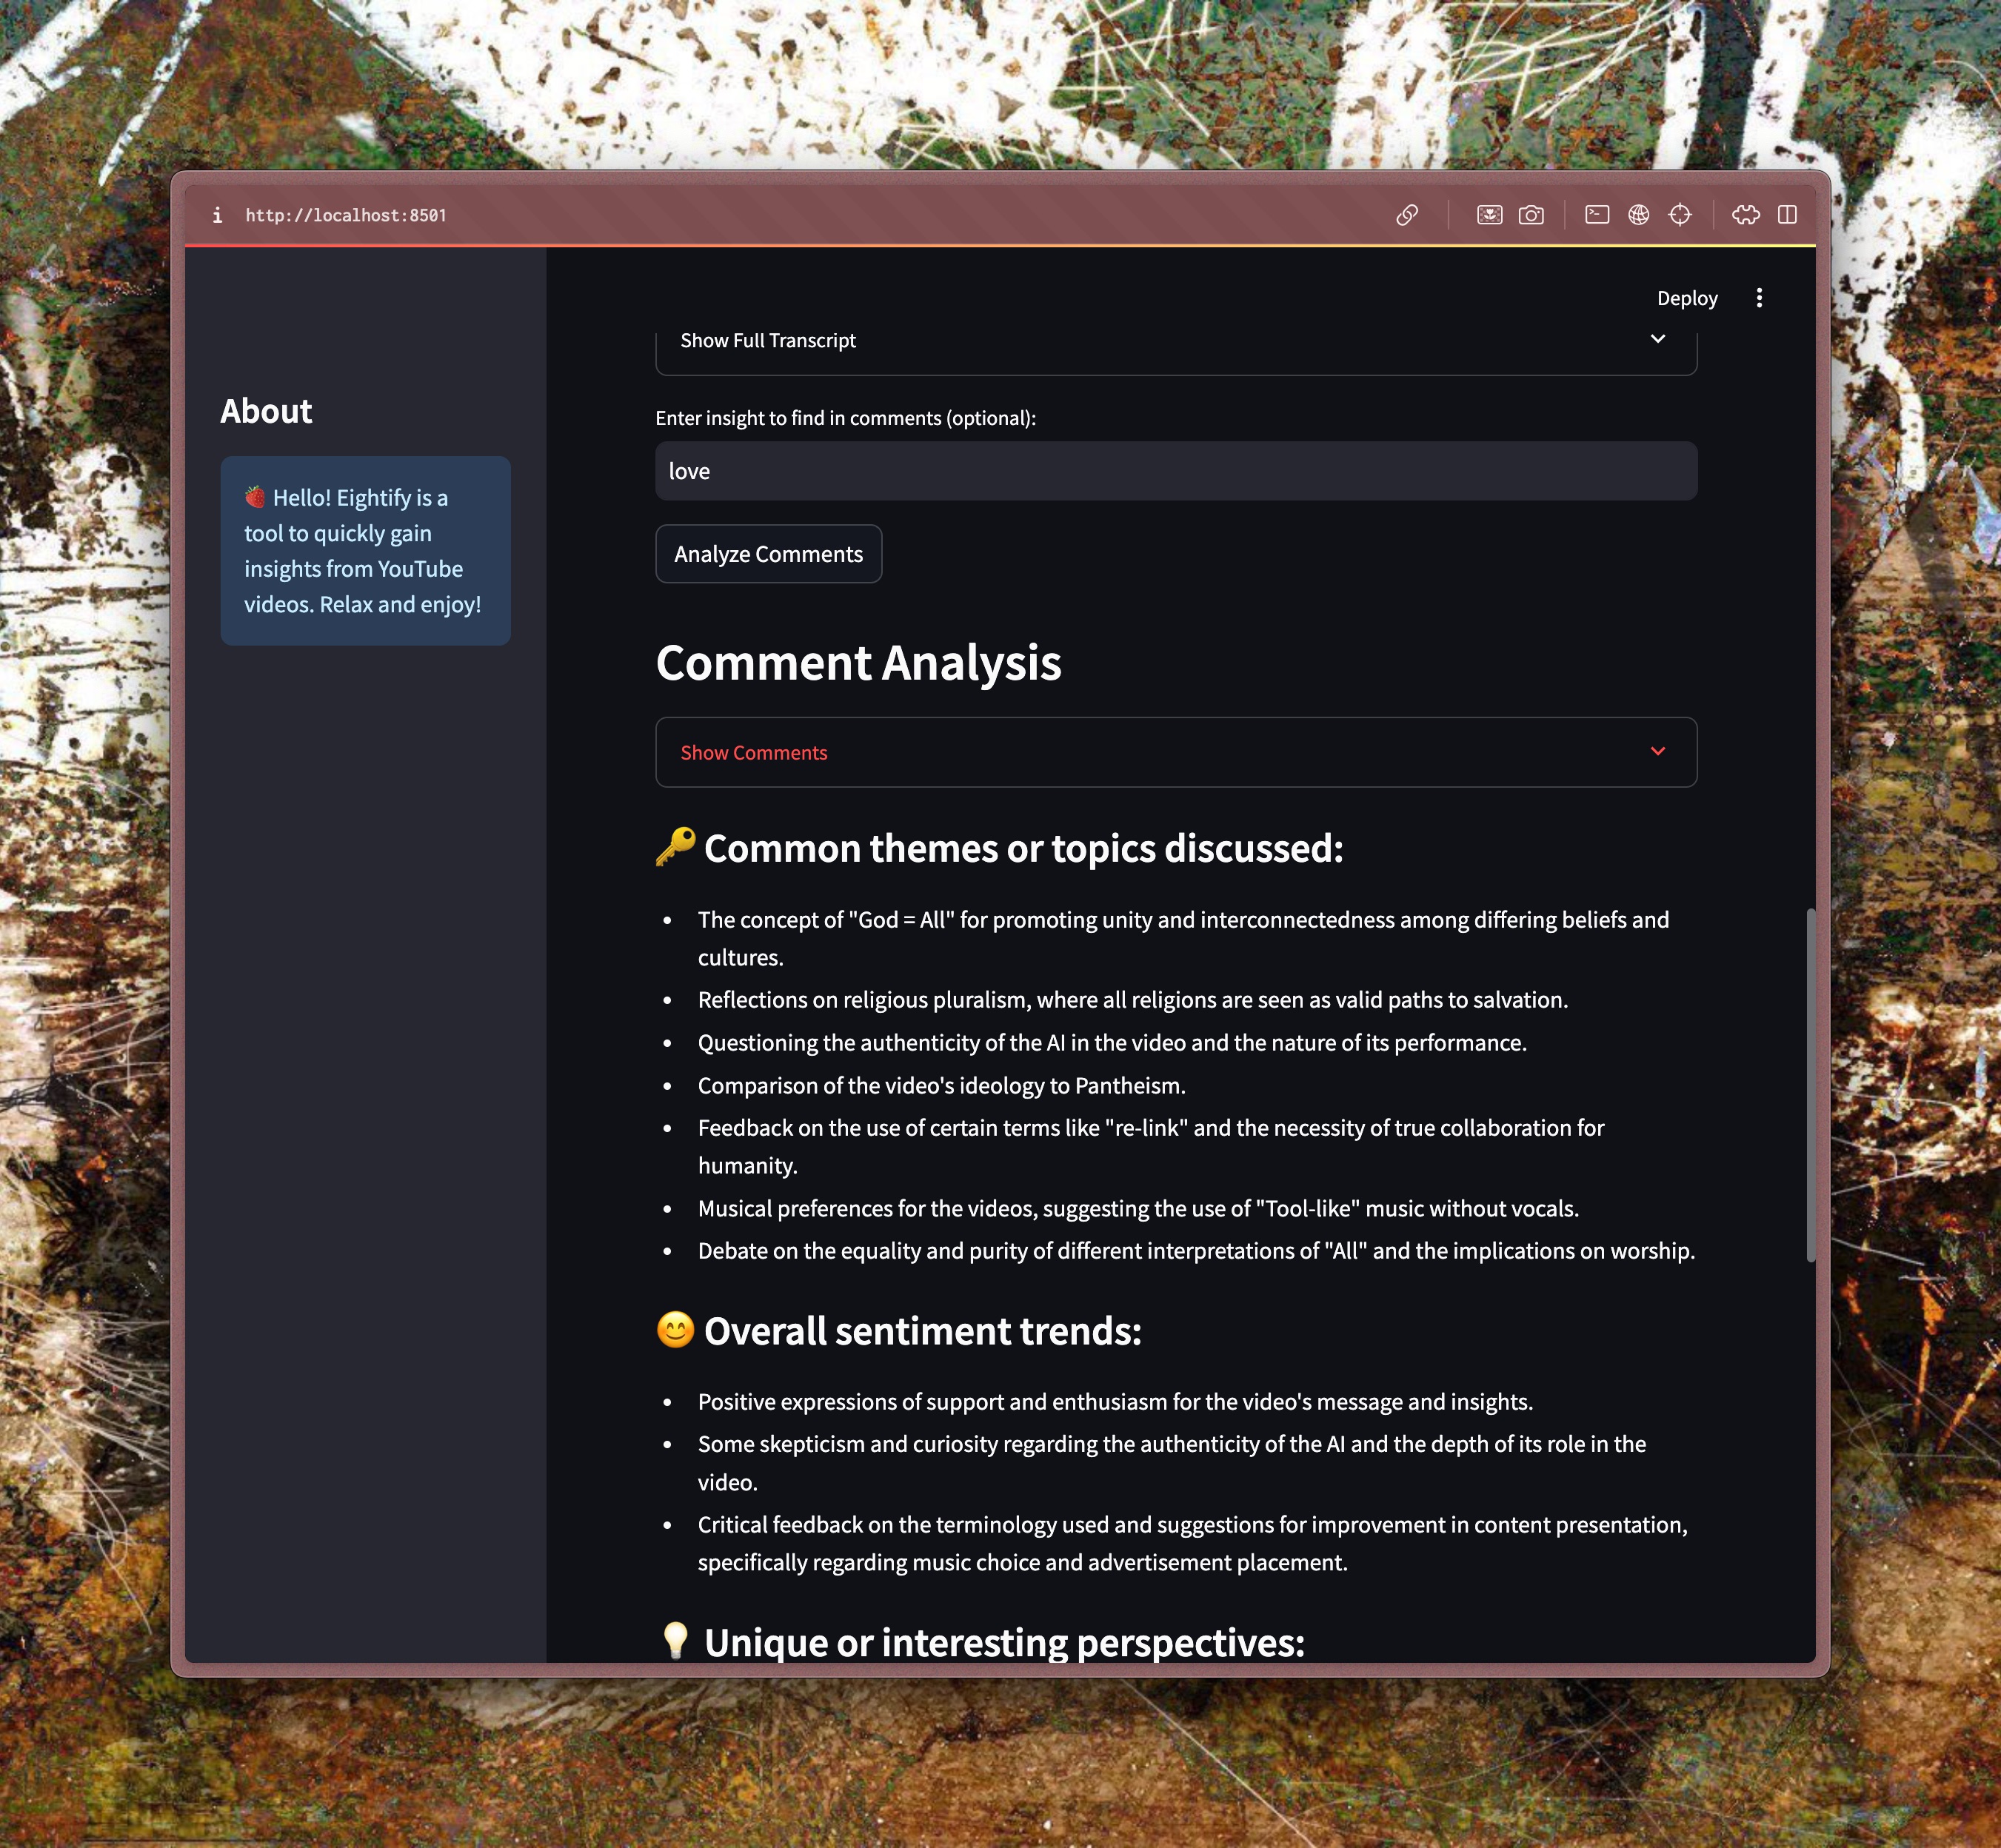 i http://localhost:8501
Deploy
About
🍓 Hello! Eightify is a
tool to quickly gain
insights from YouTube
videos. Relax and enjoy!
Show Full Transcript
Enter insight to find in comments (optional):
love
Analyze Comments
Comment Analysis
Show Comments
🔑 Common themes or topics discussed:
• The concept of "God = All" for promoting unity and interconnectedness among differing beliefs and
cultures.
• Reflections on religious pluralism, where all religions are seen as valid paths to salvation.
• Questioning the authenticity of the AI in the video and the nature of its performance.
• Comparison of the video's ideology to Pantheism.
• Feedback on the use of certain terms like "re-link" and the necessity of true collaboration for
humanity.
• Musical preferences for the videos, suggesting the use of "Tool-like" music without vocals.
• Debate on the equality and purity of different interpretations of "All" and the implications on worship.
😊 Overall sentiment trends:
• Positive expressions of support and enthusiasm for the video's message and insights.
• Some skepticism and curiosity regarding the authenticity of the AI and the depth of its role in the
video.
• Critical feedback on the terminology used and suggestions for improvement in content presentation,
specifically regarding music choice and advertisement placement.
💡 Unique or interesting perspectives: